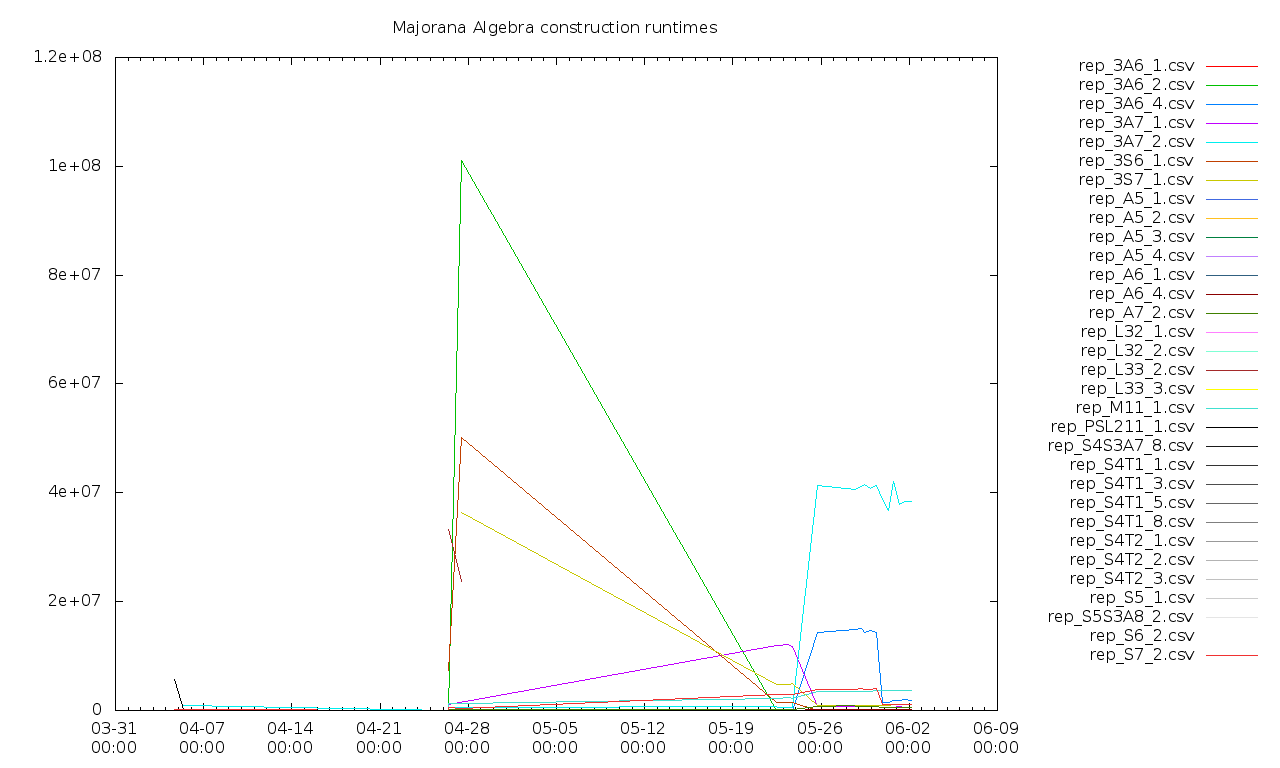 Majorana Algebra construction runtimes
1.2e+08
1e+08
8e+07
6e+07
4e+07
2e+07
0
03-31 04-07 04-14 04-21 04-28 05-05 05-12 05-19 05-26 06-02 06-09
00:00 00:00 00:00 00:00 00:00 00:00 00:00 00:00 00:00 00:00 00:00
rep_3A6_1.csv
rep_3A6_2.csv
rep_3A6_4.csv
rep_3A7_1.csv
rep_3A7_2.csv
rep_3S6_1.csv
rep_3S7_1.csv
rep_A5_1.csv
rep_A5_2.csv
rep_A5_3.csv
rep_A5_4.csv
rep_A6_1.csv
rep_A6_4.csv
rep_A7_2.csv
rep_L32_1.csv
rep_L32_2.csv
rep_L33_2.csv
rep_L33_3.csv
rep_M11_1.csv
rep_PSL211_1.csv
rep_S4S3A7_8.csv
rep_S4T1_1.csv
rep_S4T1_3.csv
rep_S4T1_5.csv
rep_S4T1_8.csv
rep_S4T2_1.csv
rep_S4T2_2.csv
rep_S4T2_3.csv
rep_S5_1.csv
rep_S5S3A8_2.csv
rep_S6_2.csv
rep_S7_2.csv